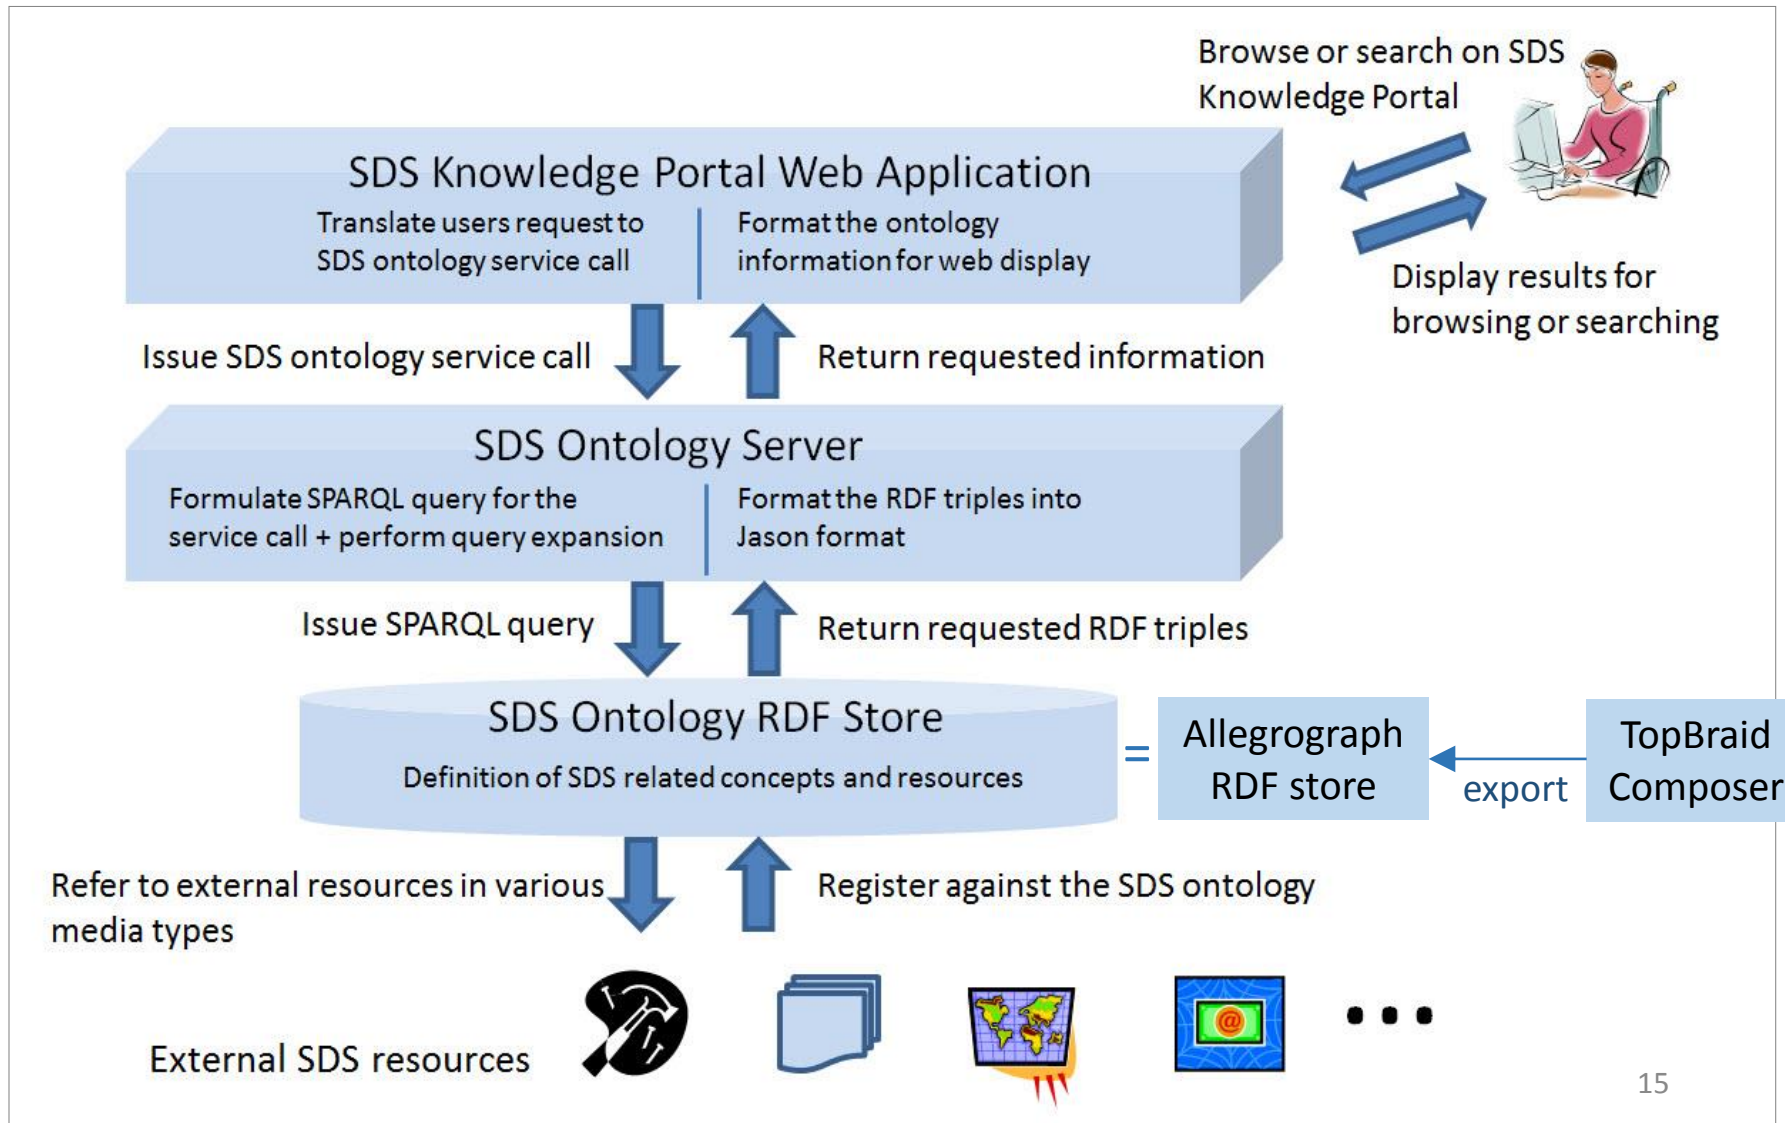 Browse or search on SDS
Knowledge Portal
SDS Knowledge Portal Web Application
Translate users request to
SDS ontology service call
Format the ontology
information for web display
Display results for
browsing or searching
Issue SDS ontology service call
Return requested information
SDS Ontology Server
Formulate SPARQL query for the
service call + perform query expansion
Format the RDF triples into
Jason format
Issue SPARQL query
Return requested RDF triples
SDS Ontology RDF Store
Definition of SDS related concepts and resources
=
Allegrograph
RDF store
export
TopBraid
Composer
Refer to external resources in various
media types
Register against the SDS ontology
@
External SDS resources
• • •
15